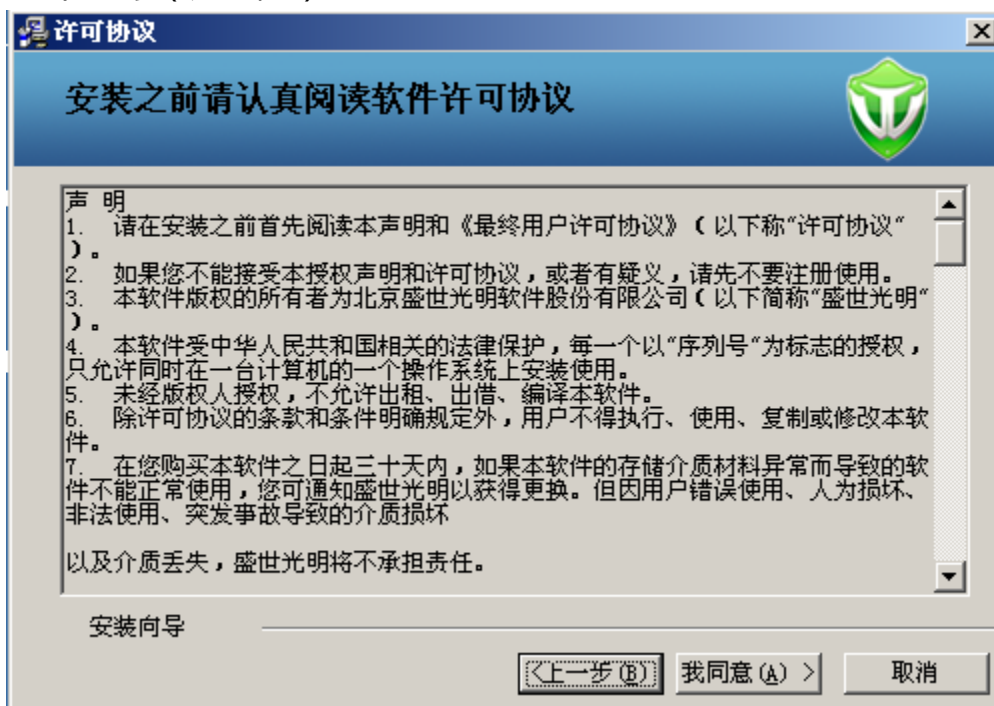 许可协议
安装之前请认真阅读软件许可协议
声 明
1. 请在安装之前首先阅读本声明和《最终用户许可协议》(以下称"许可协议"
)。
2. 如果您不能接受本授权声明和许可协议,或者有疑义,请先不要注册使用。
3. 本软件版权的所有者为北京盛世光明软件股份有限公司(以下简称"盛世光明"
)。
4. 本软件受中华人民共和国相关的法律保护,每一个以"序列号"为标志的授权,
只允许同时在一台计算机的一个操作系统上安装使用。
5. 未经版权人授权,不允许出租、出借、编译本软件。
6. 除许可协议的条款和条件明确规定外,用户不得执行、使用、复制或修改本软
件。
7. 在您购买本软件之日起三十天内,如果本软件的存储介质材料异常而导致的软
件不能正常使用,您可通知盛世光明以获得更换。但因用户错误使用、人为损坏、
非法使用、突发事故导致的介质损坏
以及介质丢失,盛世光明将不承担责任。
安装向导
<上一步(B) 我同意(A) > 取消